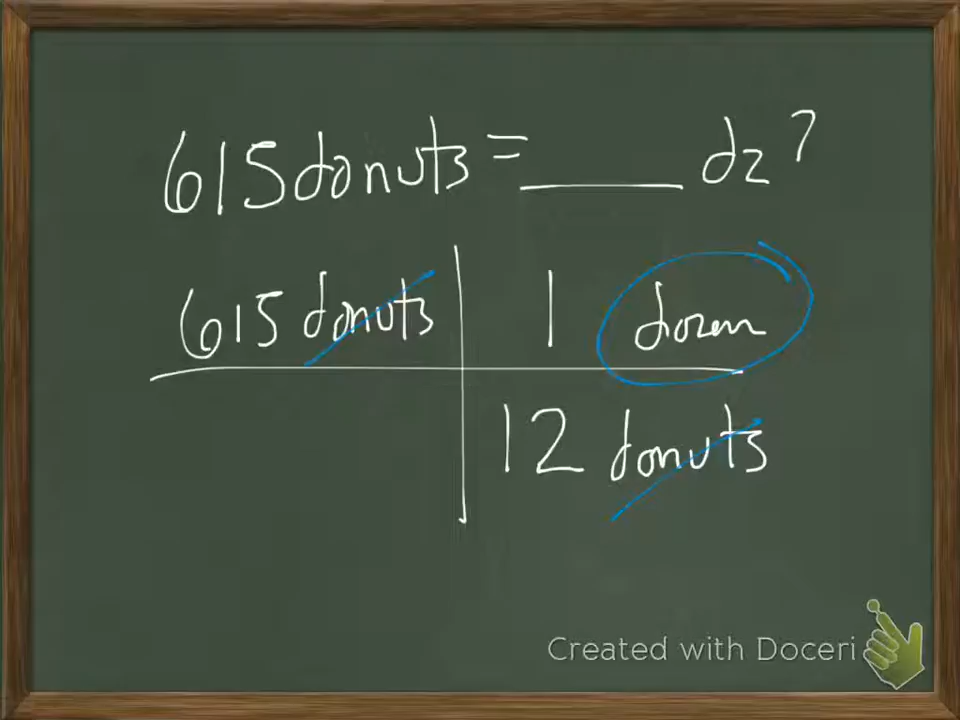 615 donuts = ____ dz?
615 donuts 1 dozen
12 donuts
Created with Doceri